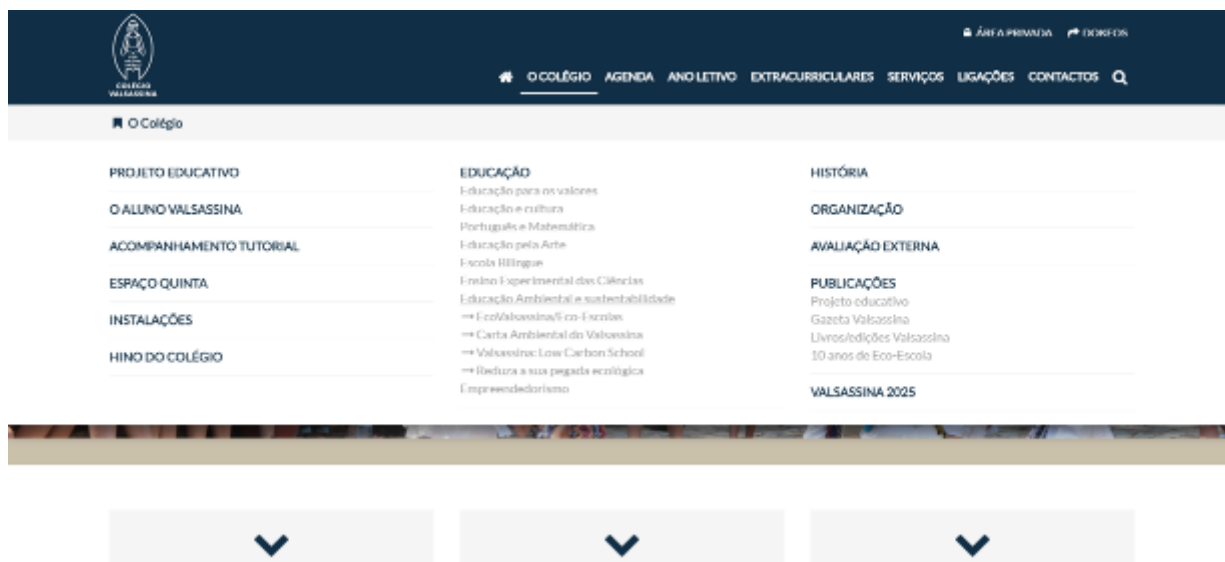 COLÉGIO
VALSASSINA
ÁREA PRIVADA
O COLÉGIO AGENDA ANO LETIVO EXTRACURRICULARES SERVIÇOS LIGAÇÕES CONTACTOS
O Colégio
PROJETO EDUCATIVO
O ALUNO VALSASSINA
ACOMPANHAMENTO TUTORIAL
ESPAÇO QUINTA
INSTALAÇÕES
HINO DO COLÉGIO
EDUCAÇÃO
Educação para os valores
Educação e cultura
Português e Matemática
Educação pela Arte
Escola Bilingue
Ensino Experimental das Ciências
Educação Ambiental e sustentabilidade
→ EcoValsassina/Eco-Escolas
→ Carta Ambiental do Valsassina
→ Valsassina: Low Carbon School
→ Reduza a sua pegada ecológica
Empreendedorismo
HISTÓRIA
ORGANIZAÇÃO
AVALIAÇÃO EXTERNA
PUBLICAÇÕES
Projeto educativo
Gazeta Valsassina
Livros/edições Valsassina
10 anos de Eco-Escola
VALSASSINA 2025